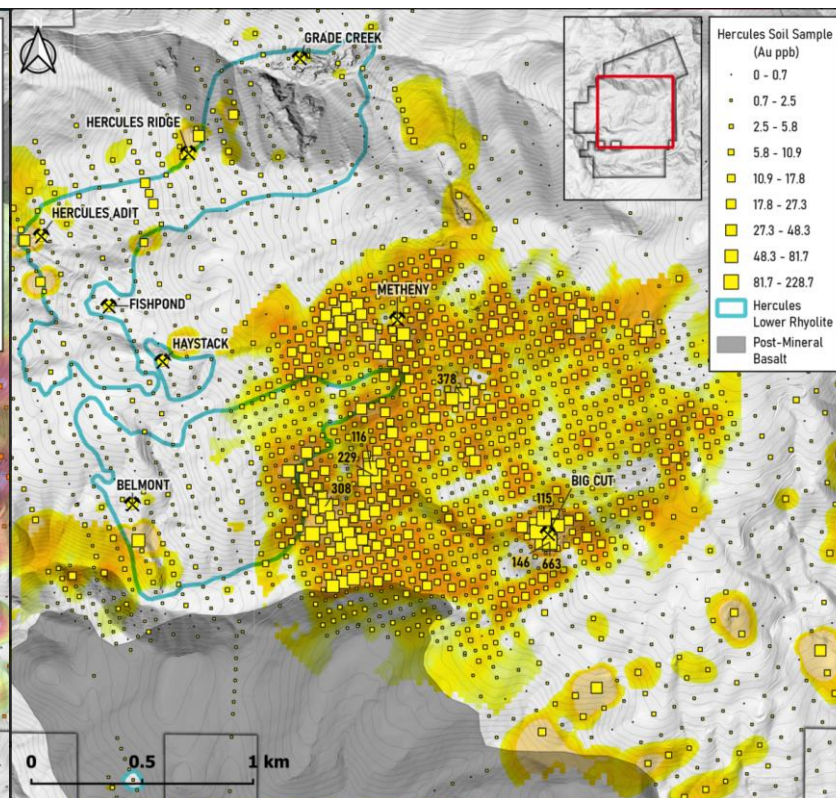 GRADE CREEK
HERCULES RIDGE
HERCULES ADIT
FISHPOND
METHENY
HAYSTACK
378
116
229
BIG CUT
308
115
BELMONT
146
663
0
0.5
1 km
Hercules Soil Sample
(Au ppb)
0 - 0.7
0.7 - 2.5
2.5 - 5.8
5.8 - 10.9
10.9 - 17.8
17.8 - 27.3
27.3 - 48.3
48.3 - 81.7
81.7 - 228.7
Hercules
Lower Rhyolite
Post-Mineral
Basalt